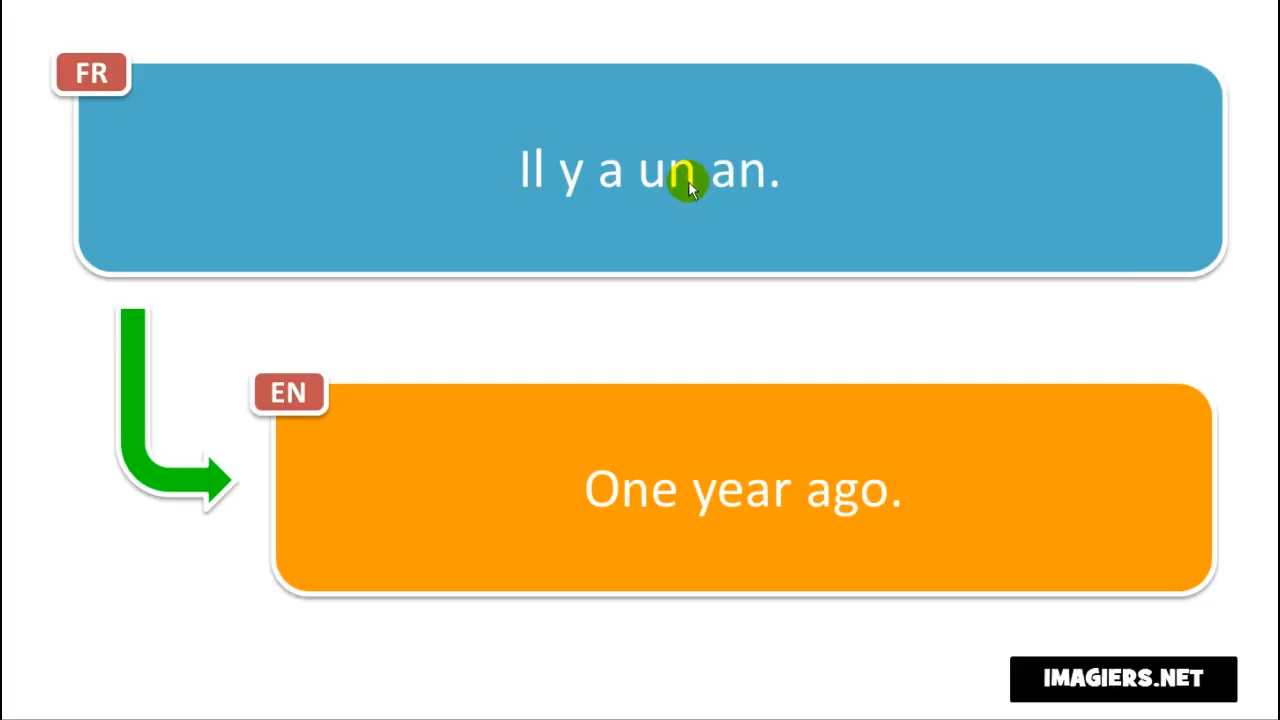 FR
Il y a un an.
EN
One year ago.
IMAGIERS.NET